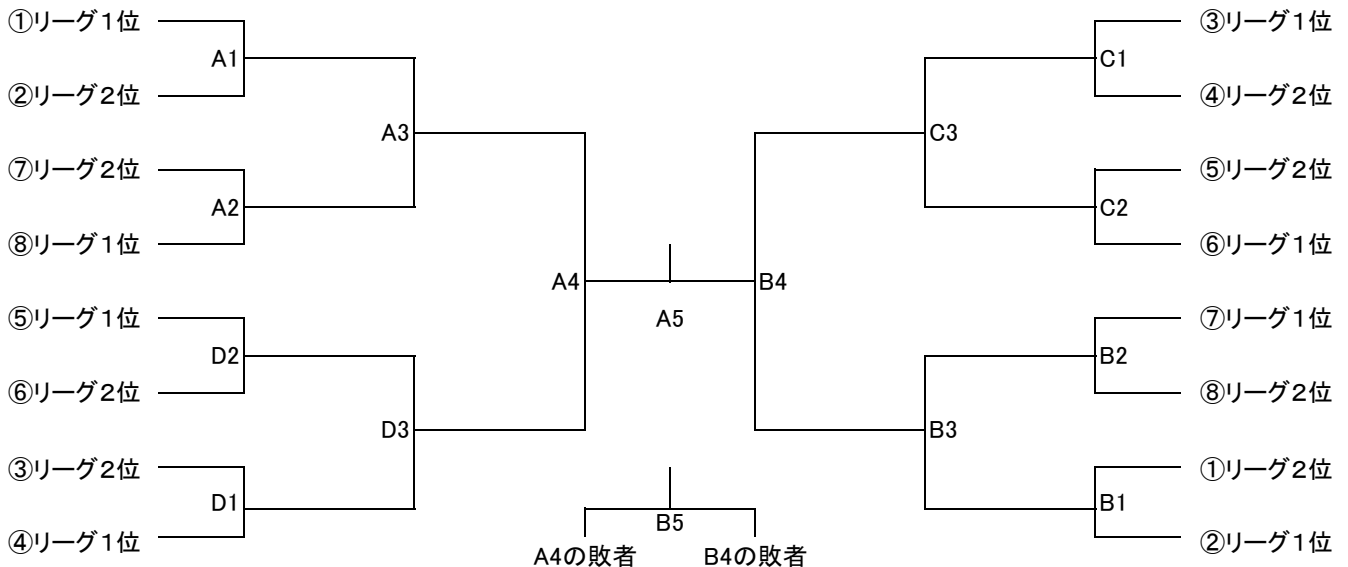 ①リーグ1位
A1
②リーグ2位
A3
⑦リーグ2位
A2
⑧リーグ1位
A4
⑤リーグ1位
D2
⑥リーグ2位
D3
③リーグ2位
D1
④リーグ1位
A5
B5
A4の敗者
B4の敗者
③リーグ1位
C1
④リーグ2位
C3
⑤リーグ2位
C2
⑥リーグ1位
B4
⑦リーグ1位
B2
⑧リーグ2位
B3
①リーグ2位
B1
②リーグ1位